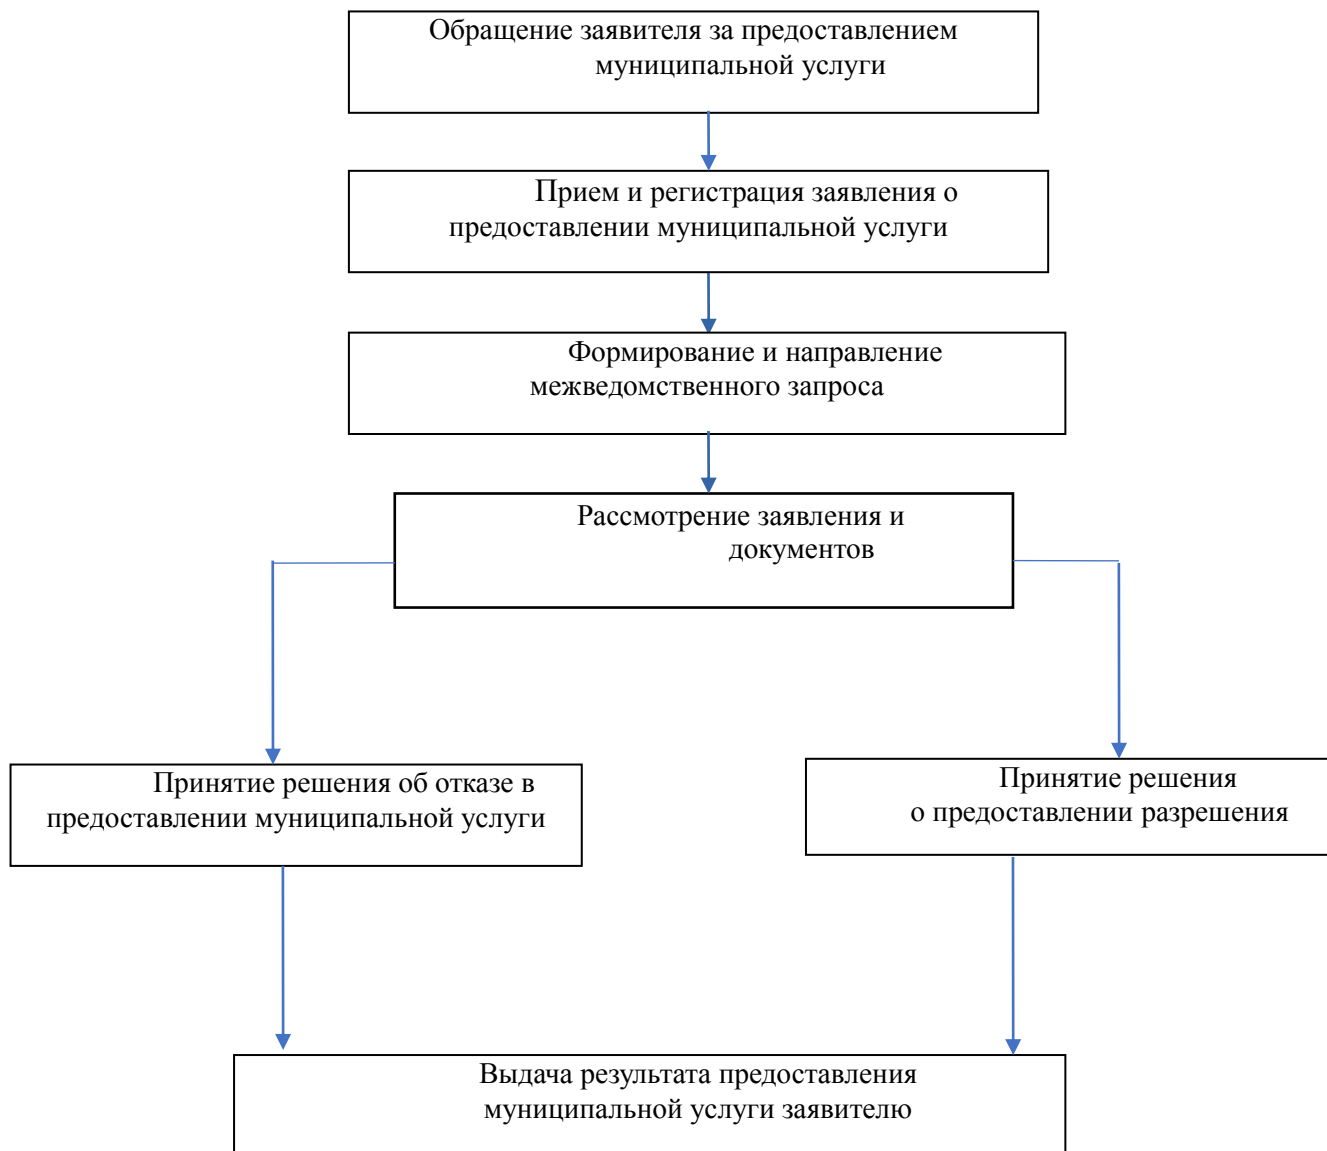 Обращение заявителя за предоставлением
муниципальной услуги
Прием и регистрация заявления о
предоставлении муниципальной услуги
Формирование и направление
межведомственного запроса
Рассмотрение заявления и
документов
Принятие решения об отказе в
предоставлении муниципальной услуги
Принятие решения
о предоставлении разрешения
Выдача результата предоставления
муниципальной услуги заявителю